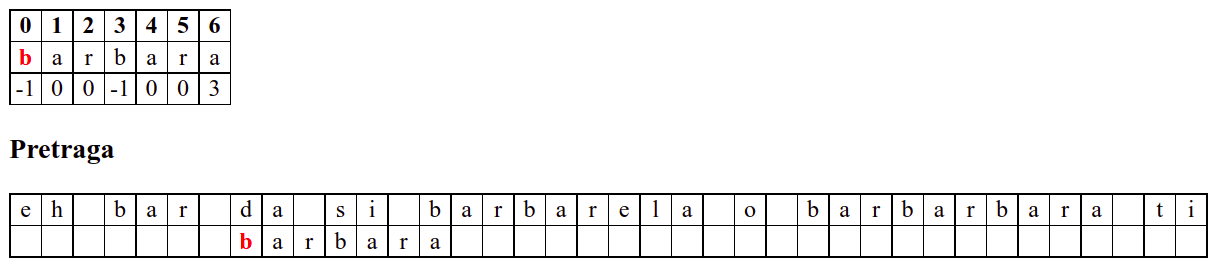 0 1 2 3 4 5 6
b a r b a r a
-1 0 0 -1 0 0 3
Pretraga
e h b a r d a s i b a r b a r e l a o b a r b a r b a r a t i
b a r b a r a